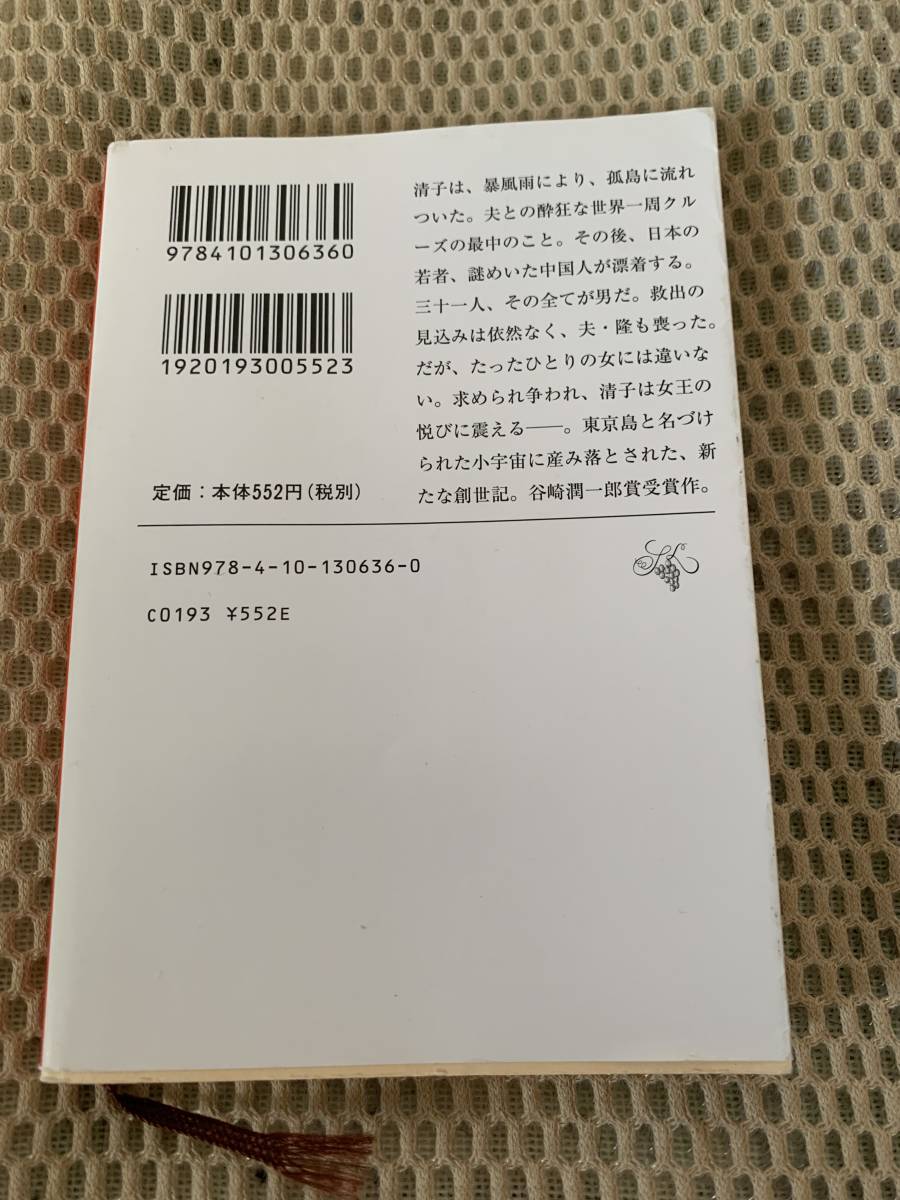 9784101306360
1920193005523
定価：本体552円(税別)
清子は、暴風雨により、孤島に流れ
ついた。夫との酔狂な世界一周クルー
ズの最中のこと。その後、日本の
若者、謎めいた中国人が漂着する。
三十一人、その全てが男だ。救出の
見込みは依然なく、夫・隆も喪った。
だが、たったひとりの女には違いな
い。求められ争われ、清子は女王の
悦びに震える――。東京島と名づけ
られた小宇宙に産み落とされた、新
たな創世記。谷崎潤一郎賞受賞作。
ISBN978-4-10-130636-0
C0193 ¥552E